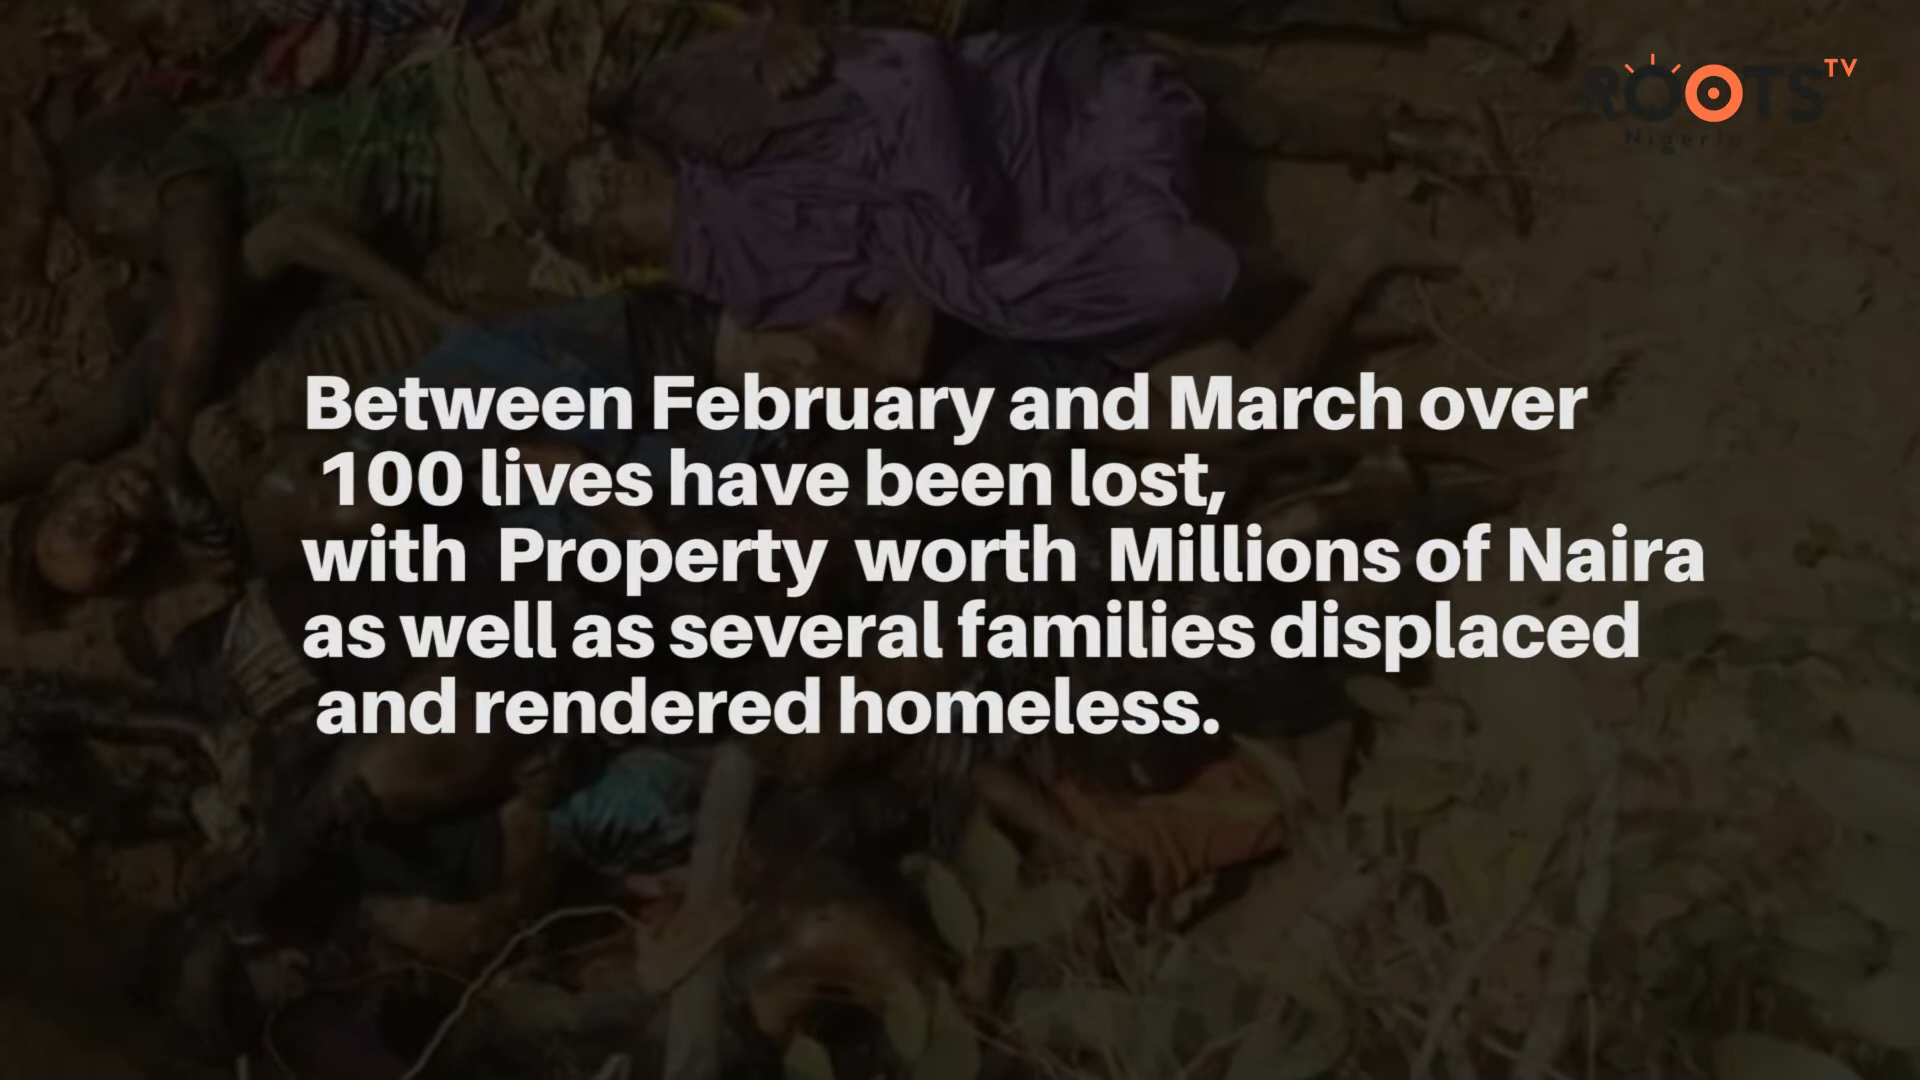 ROOTS TV
Nigeria
Between February and March over
100 lives have been lost,
with Property worth Millions of Naira
as well as several families displaced
and rendered homeless.